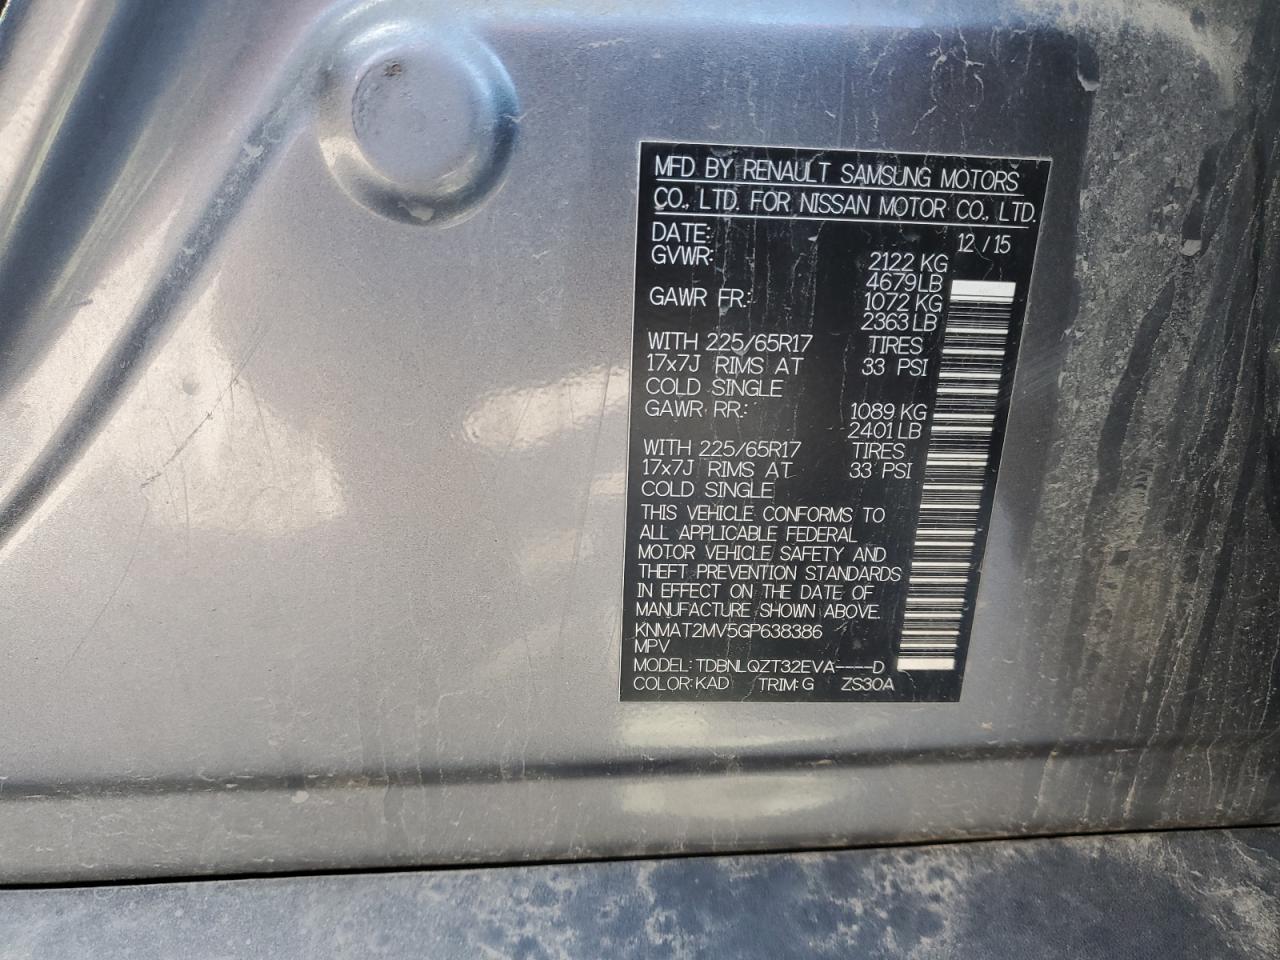 MFD BY RENAULT SAMSUNG MOTORS
CO., LTD. FOR NISSAN MOTOR CO., LTD.
DATE: 12 / 15
GVWR: 2122 KG
4679 LB
GAWR FR.: 1072 KG
2363 LB
WITH 225/65R17 TIRES
17x7J RIMS AT 33 PSI
COLD SINGLE
GAWR RR.: 1089 KG
2401 LB
WITH 225/65R17 TIRES
17x7J RIMS AT 33 PSI
COLD SINGLE
THIS VEHICLE CONFORMS TO
ALL APPLICABLE FEDERAL
MOTOR VEHICLE SAFETY AND
THEFT PREVENTION STANDARDS
IN EFFECT ON THE DATE OF
MANUFACTURE SHOWN ABOVE.
KNMAT2MV5GP638386
MPV
MODEL: TDBNLQZT32EVA----D
COLOR: KAD TRIM: G ZS30A